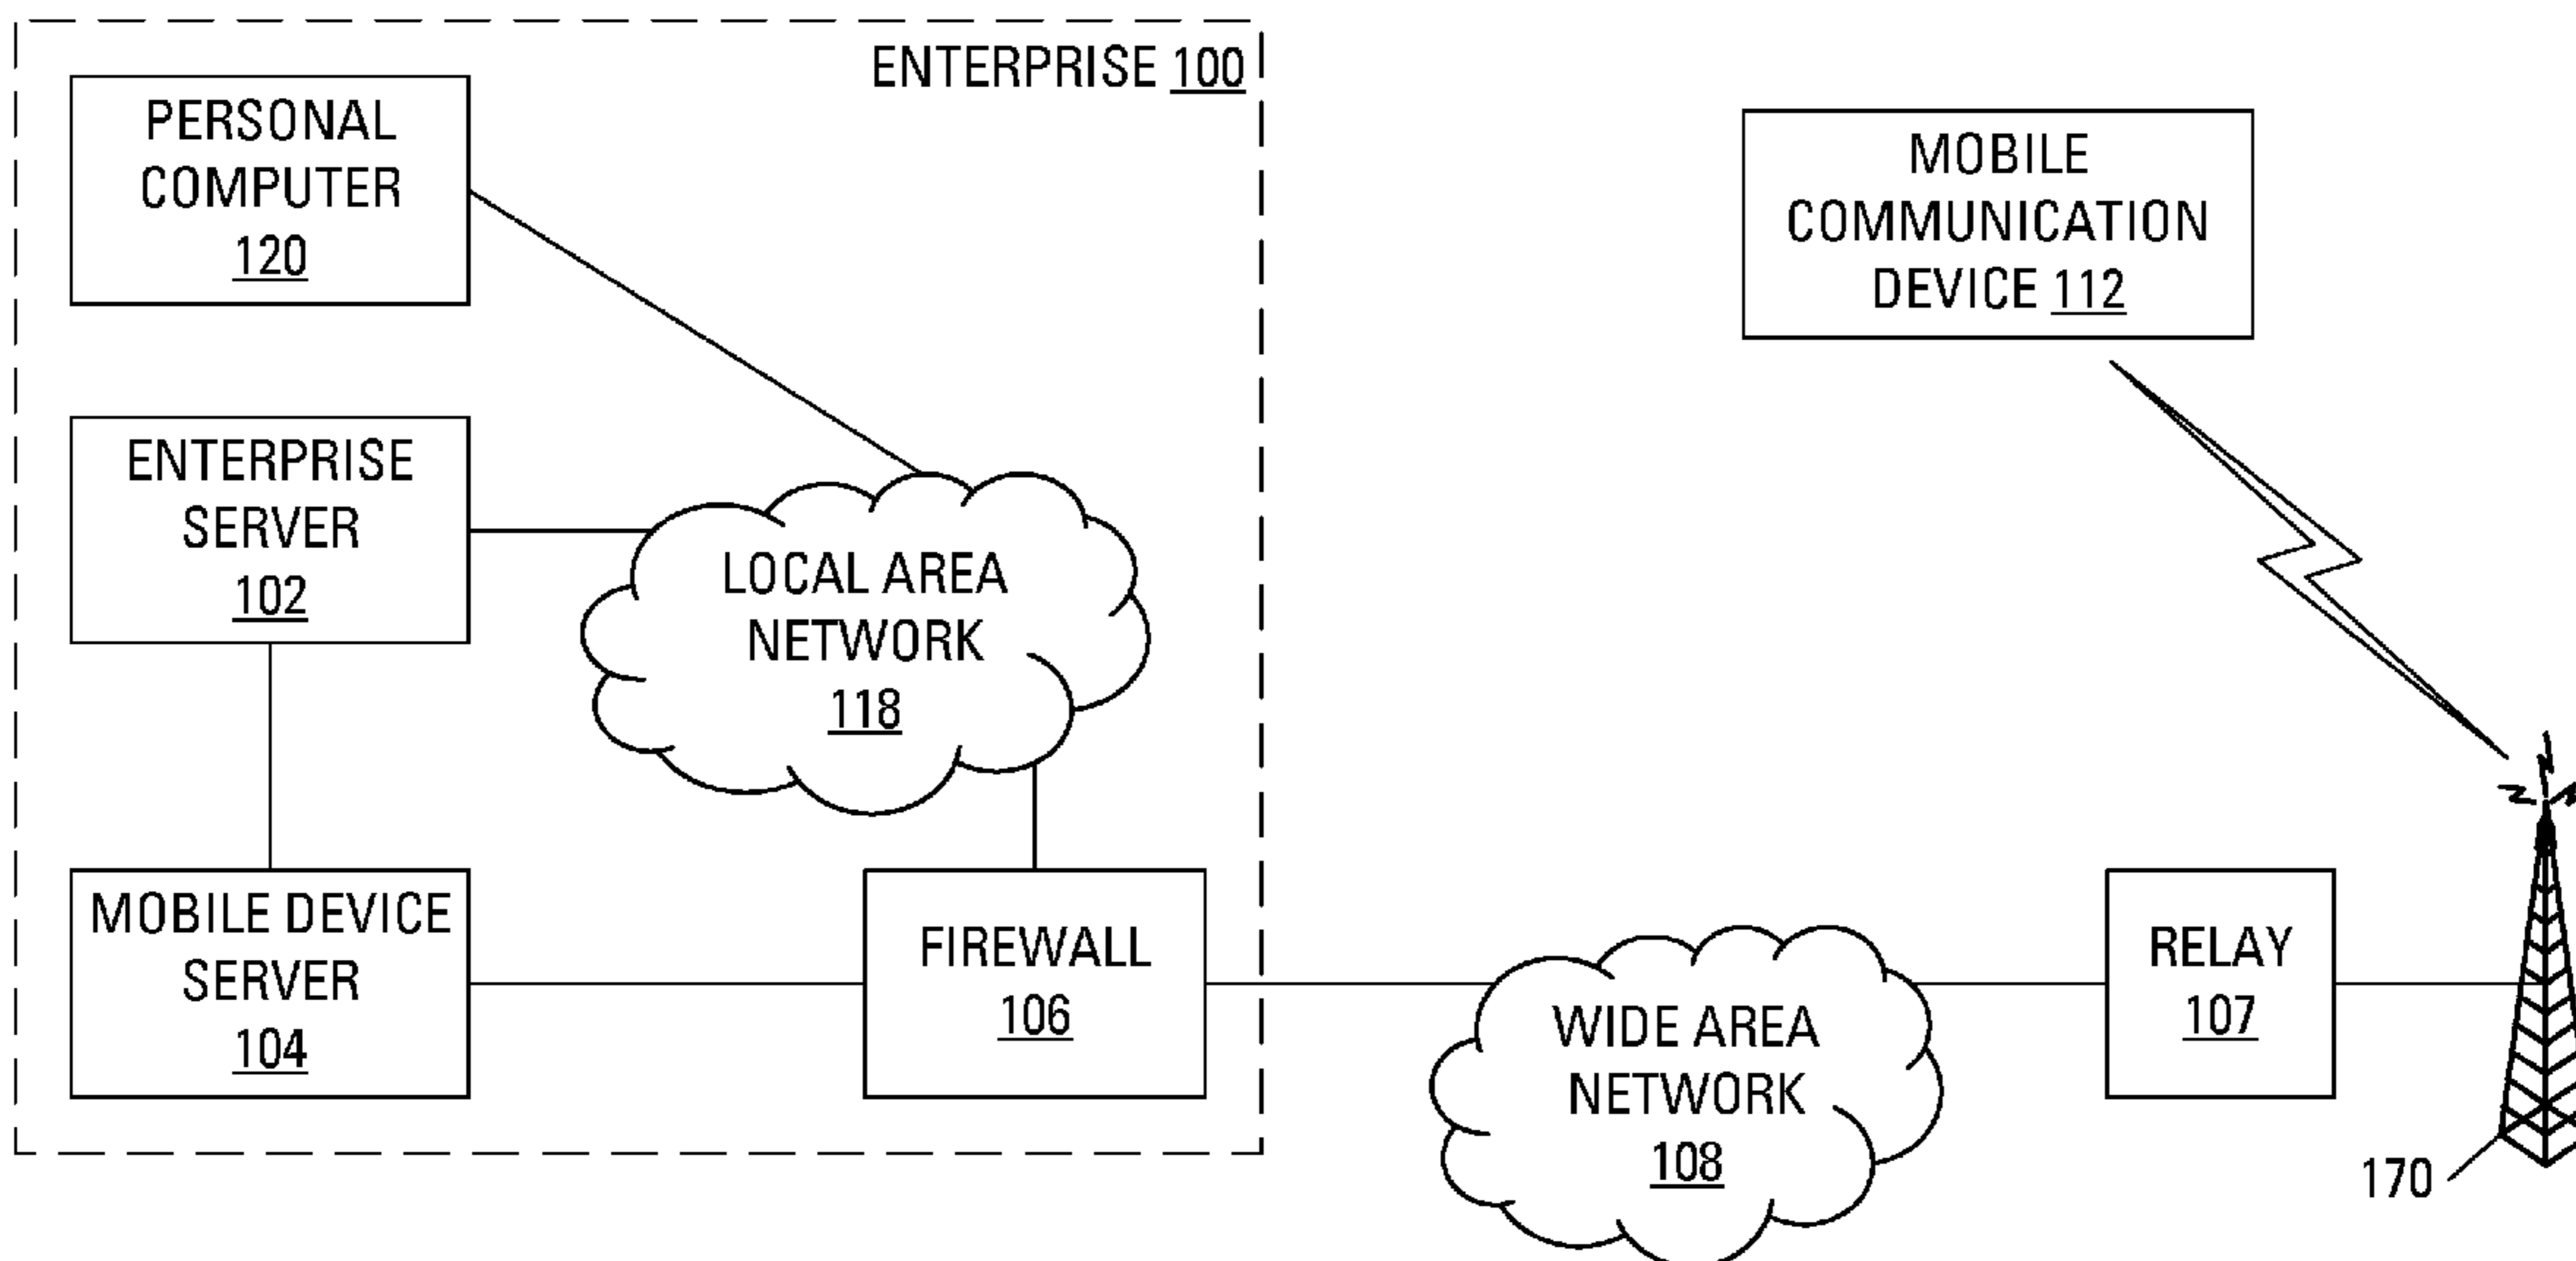 ENTERPRISE 100
PERSONAL
COMPUTER
120
MOBILE
COMMUNICATION
DEVICE 112
ENTERPRISE
SERVER
102
LOCAL AREA
NETWORK
118
MOBILE DEVICE
SERVER
104
FIREWALL
106
WIDE AREA
NETWORK
108
RELAY
107
170